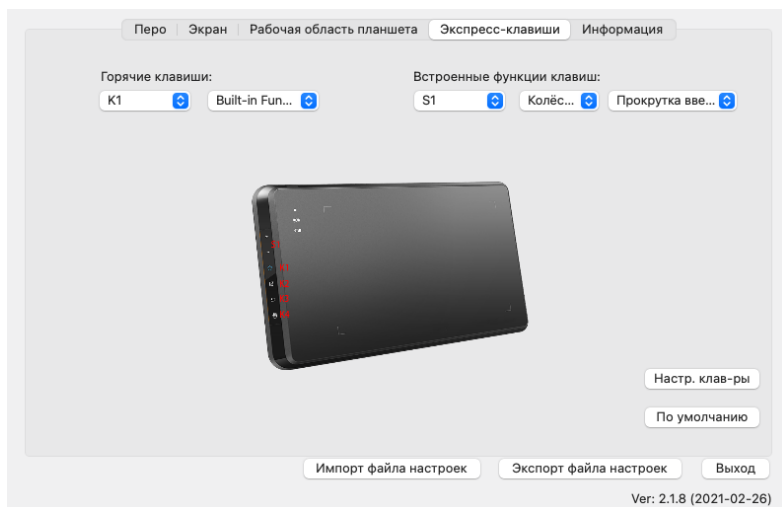 Перо Экран Рабочая область планшета Экспресс-клавиши Информация
Горячие клавиши: Встроенные функции клавиш:
K1 Built-in Fun... S1 Колёс... Прокрутка вве...
Настр. клав-ры
По умолчанию
Импорт файла настроек Экспорт файла настроек Выход
Ver: 2.1.8 (2021-02-26)